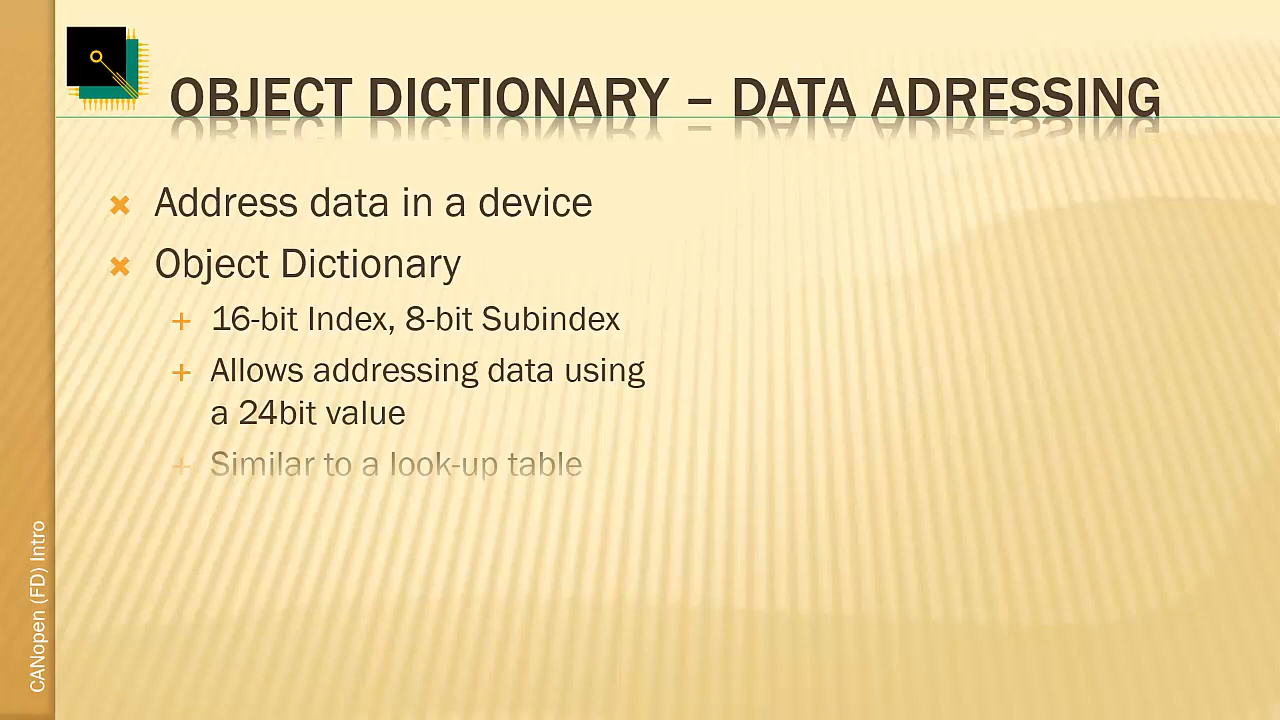 OBJECT DICTIONARY – DATA ADRESSING
Address data in a device
Object Dictionary
16-bit Index, 8-bit Subindex
Allows addressing data using
a 24bit value
Similar to a look-up table
CANopen (FD) Intro